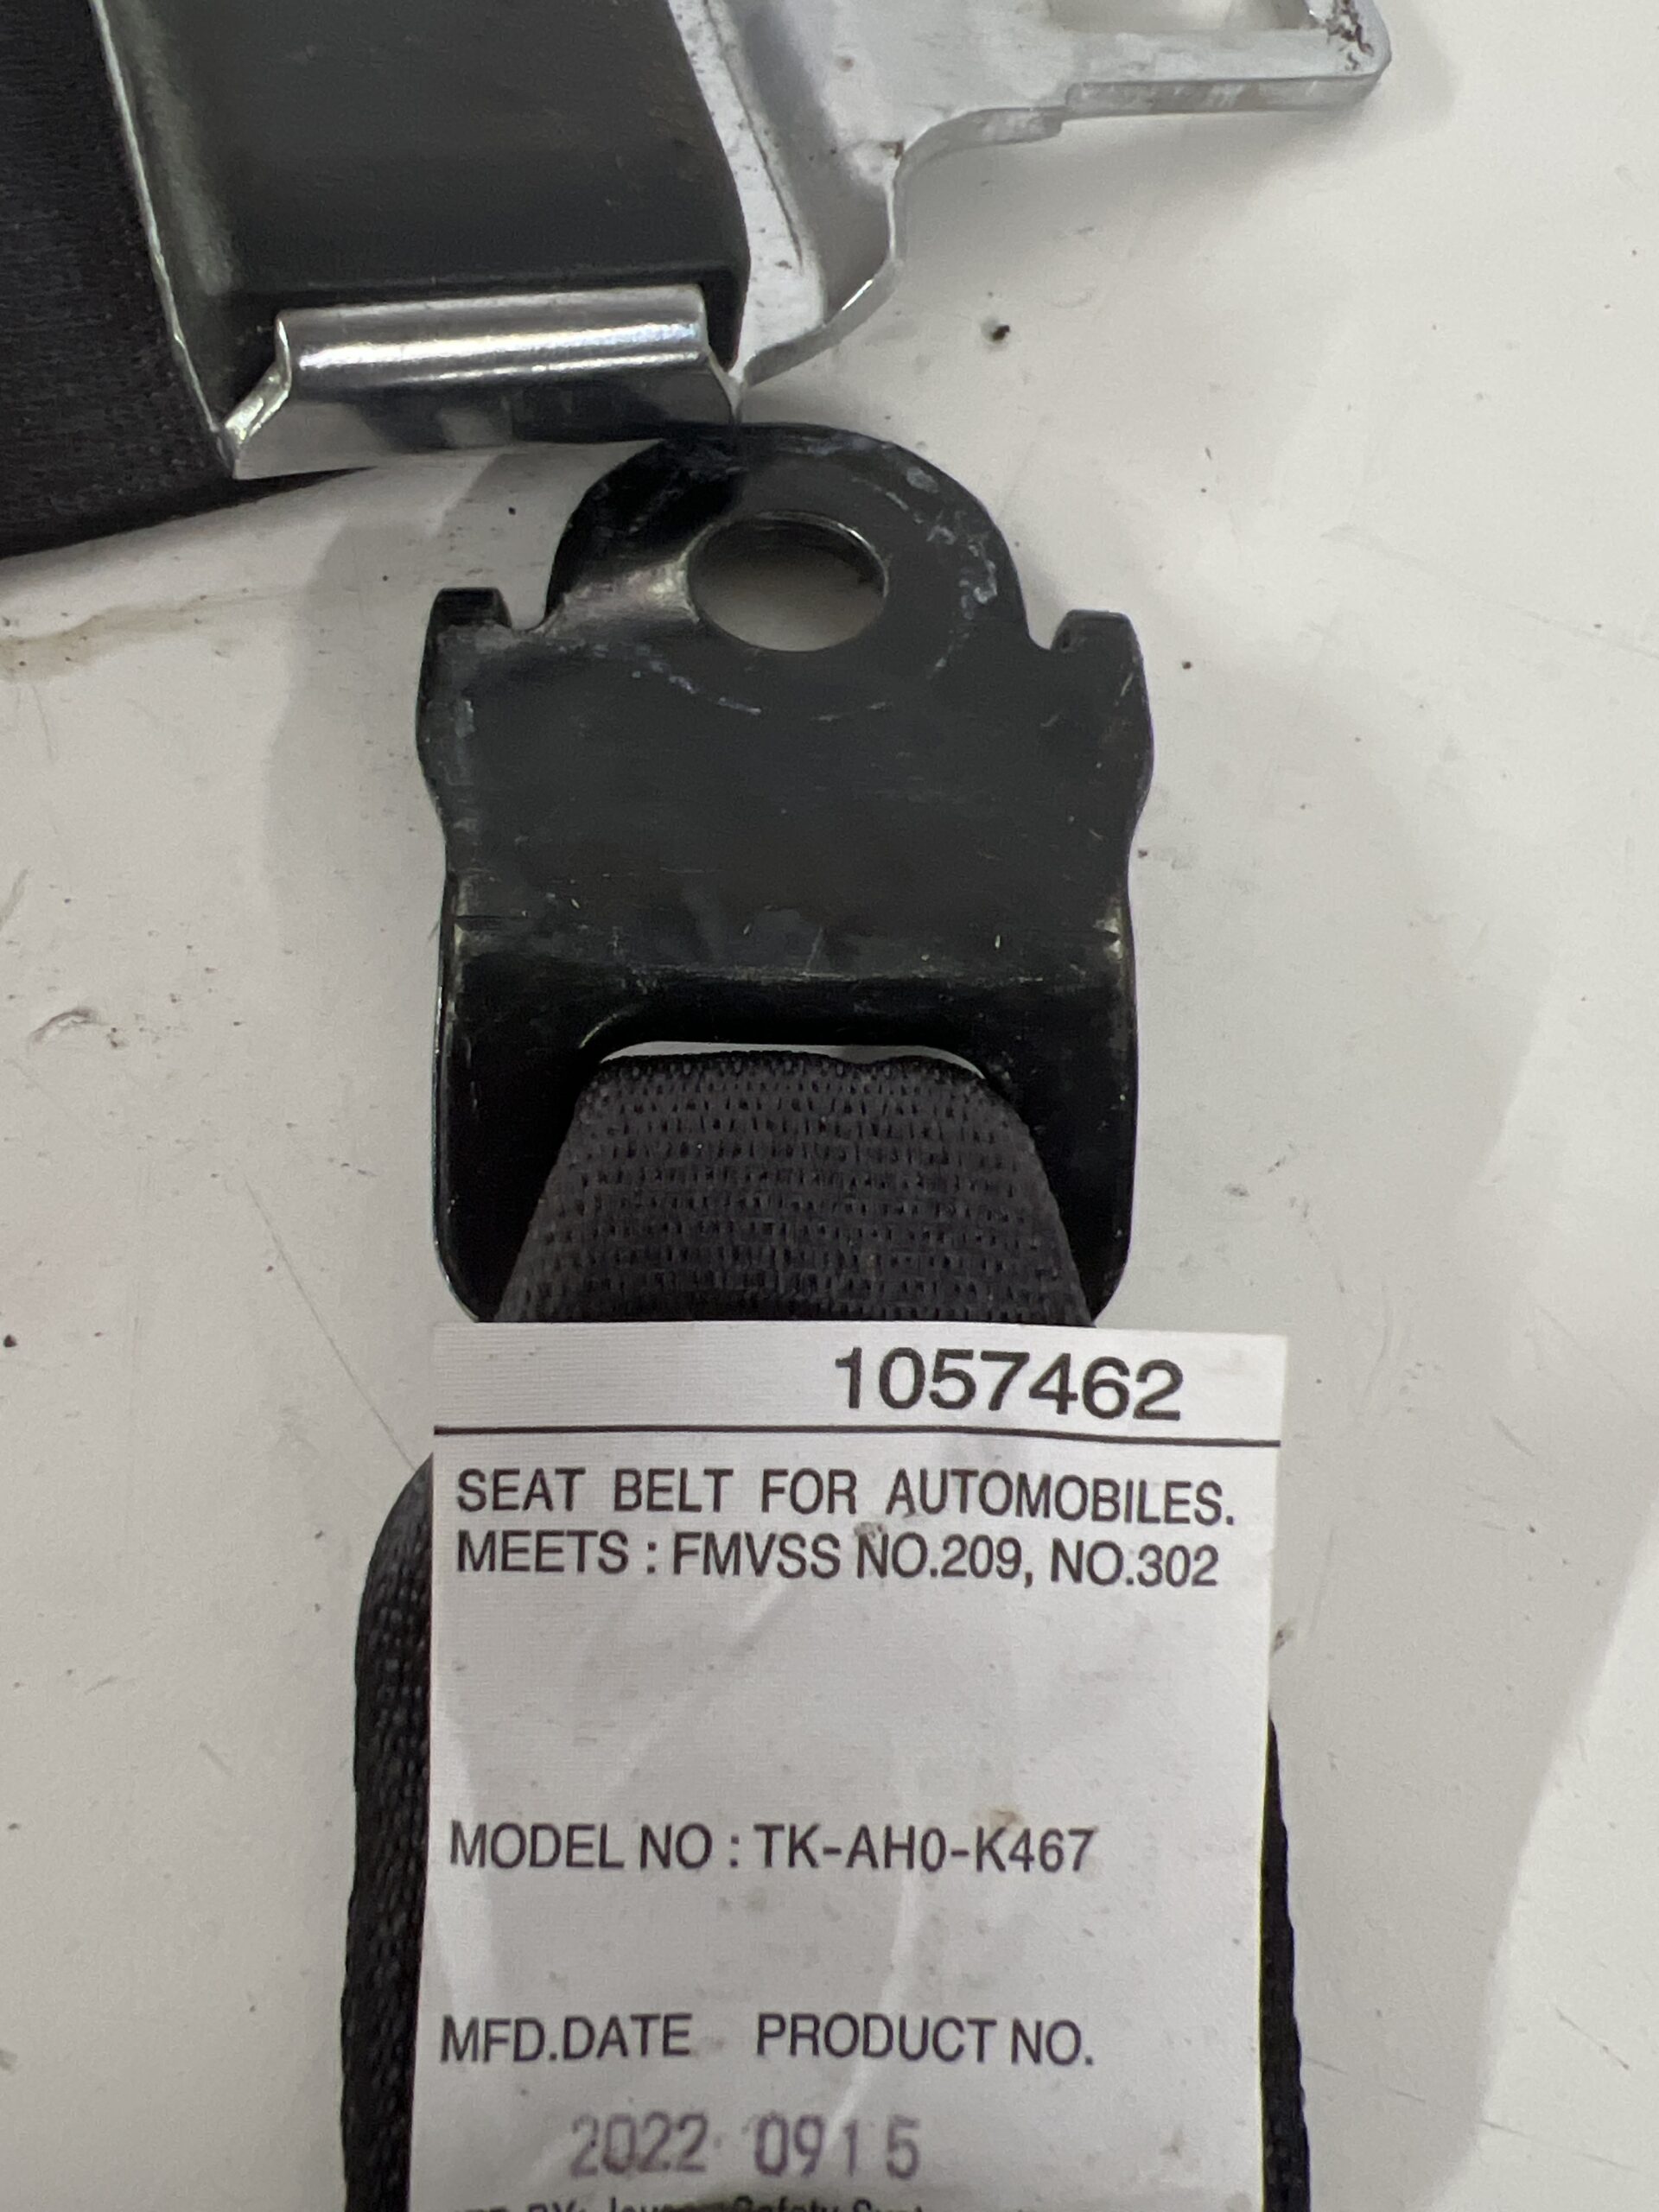 1057462
SEAT BELT FOR AUTOMOBILES.
MEETS : FMVSS NO.209, NO.302
MODEL NO : TK-AH0-K467
MFD.DATE PRODUCT NO.
2022 0915